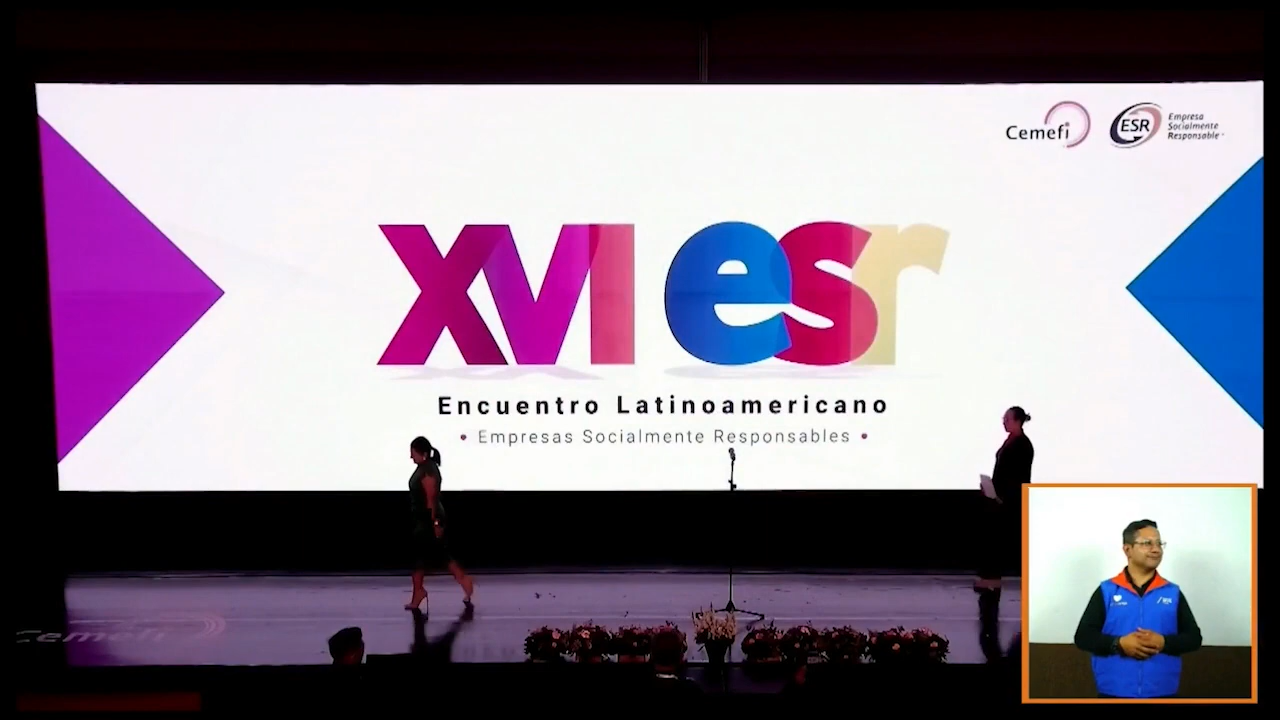 Cemefi
ESR
Empresa
Socialmente
Responsable
XVI esr
Encuentro Latinoamericano
• Empresas Socialmente Responsables •
Cemefi